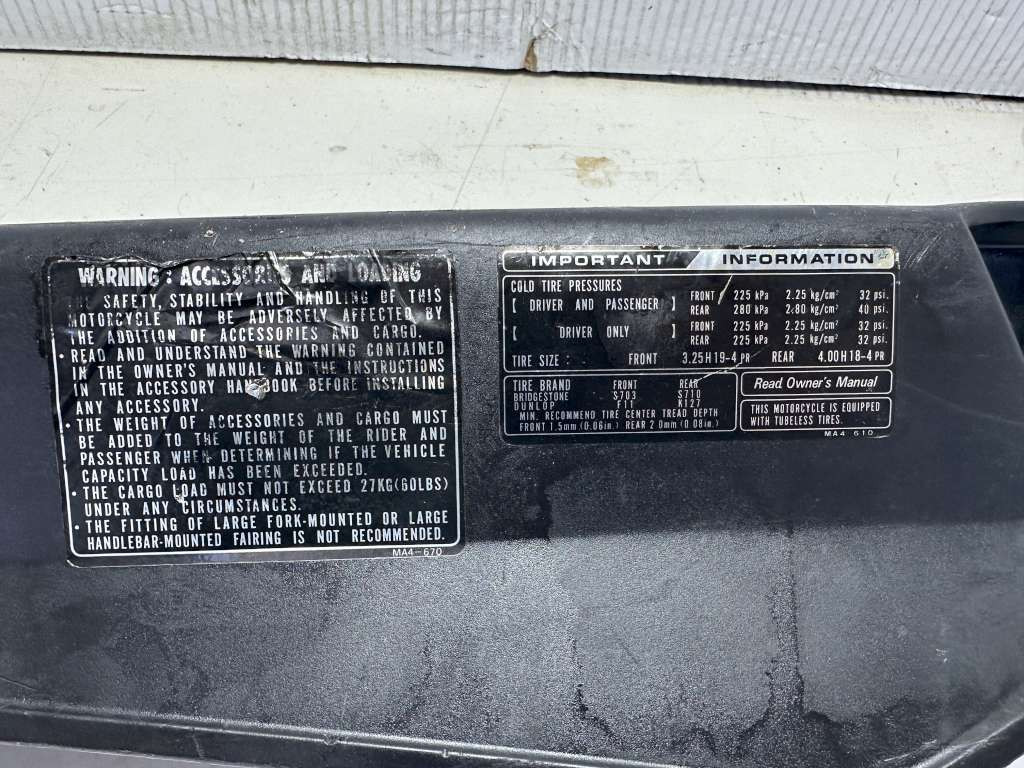 WARNING : ACCESSORIES AND LOADING
SAFETY, STABILITY AND HANDLING OF THIS
MOTORCYCLE MAY BE ADVERSELY AFFECTED BY
THE ADDITION OF ACCESSORIES AND CARGO.
• READ AND UNDERSTAND THE WARNING CONTAINED
IN THE OWNER'S MANUAL AND THE INSTRUCTIONS
IN THE ACCESSORY HANDBOOK BEFORE INSTALLING
ANY ACCESSORY.
• THE WEIGHT OF ACCESSORIES AND CARGO MUST
BE ADDED TO THE WEIGHT OF THE RIDER AND
PASSENGER WHEN DETERMINING IF THE VEHICLE
CAPACITY LOAD HAS BEEN EXCEEDED.
• THE CARGO LOAD MUST NOT EXCEED 27KG(60LBS)
UNDER ANY CIRCUMSTANCES.
• THE FITTING OF LARGE FORK-MOUNTED OR LARGE
HANDLEBAR-MOUNTED FAIRING IS NOT RECOMMENDED.
MA4-670
IMPORTANT INFORMATION
COLD TIRE PRESSURES
[ DRIVER AND PASSENGER ] FRONT 225 kPa 2.25 kg/cm² 32 psi.
REAR 280 kPa 2.80 kg/cm² 40 psi.
[ DRIVER ONLY ] FRONT 225 kPa 2.25 kg/cm² 32 psi.
REAR 225 kPa 2.25 kg/cm² 32 psi.
TIRE SIZE : FRONT 3.25H19-4PR REAR 4.00H18-4PR
TIRE BRAND FRONT REAR
BRIDGESTONE S703 S710
DUNLOP F11 K127
MIN. RECOMMEND TIRE CENTER TREAD DEPTH
FRONT 1.5mm (0.06in.) REAR 2.0mm (0.08in.)
Read Owner's Manual
THIS MOTORCYCLE IS EQUIPPED
WITH TUBELESS TIRES.
MA4 610